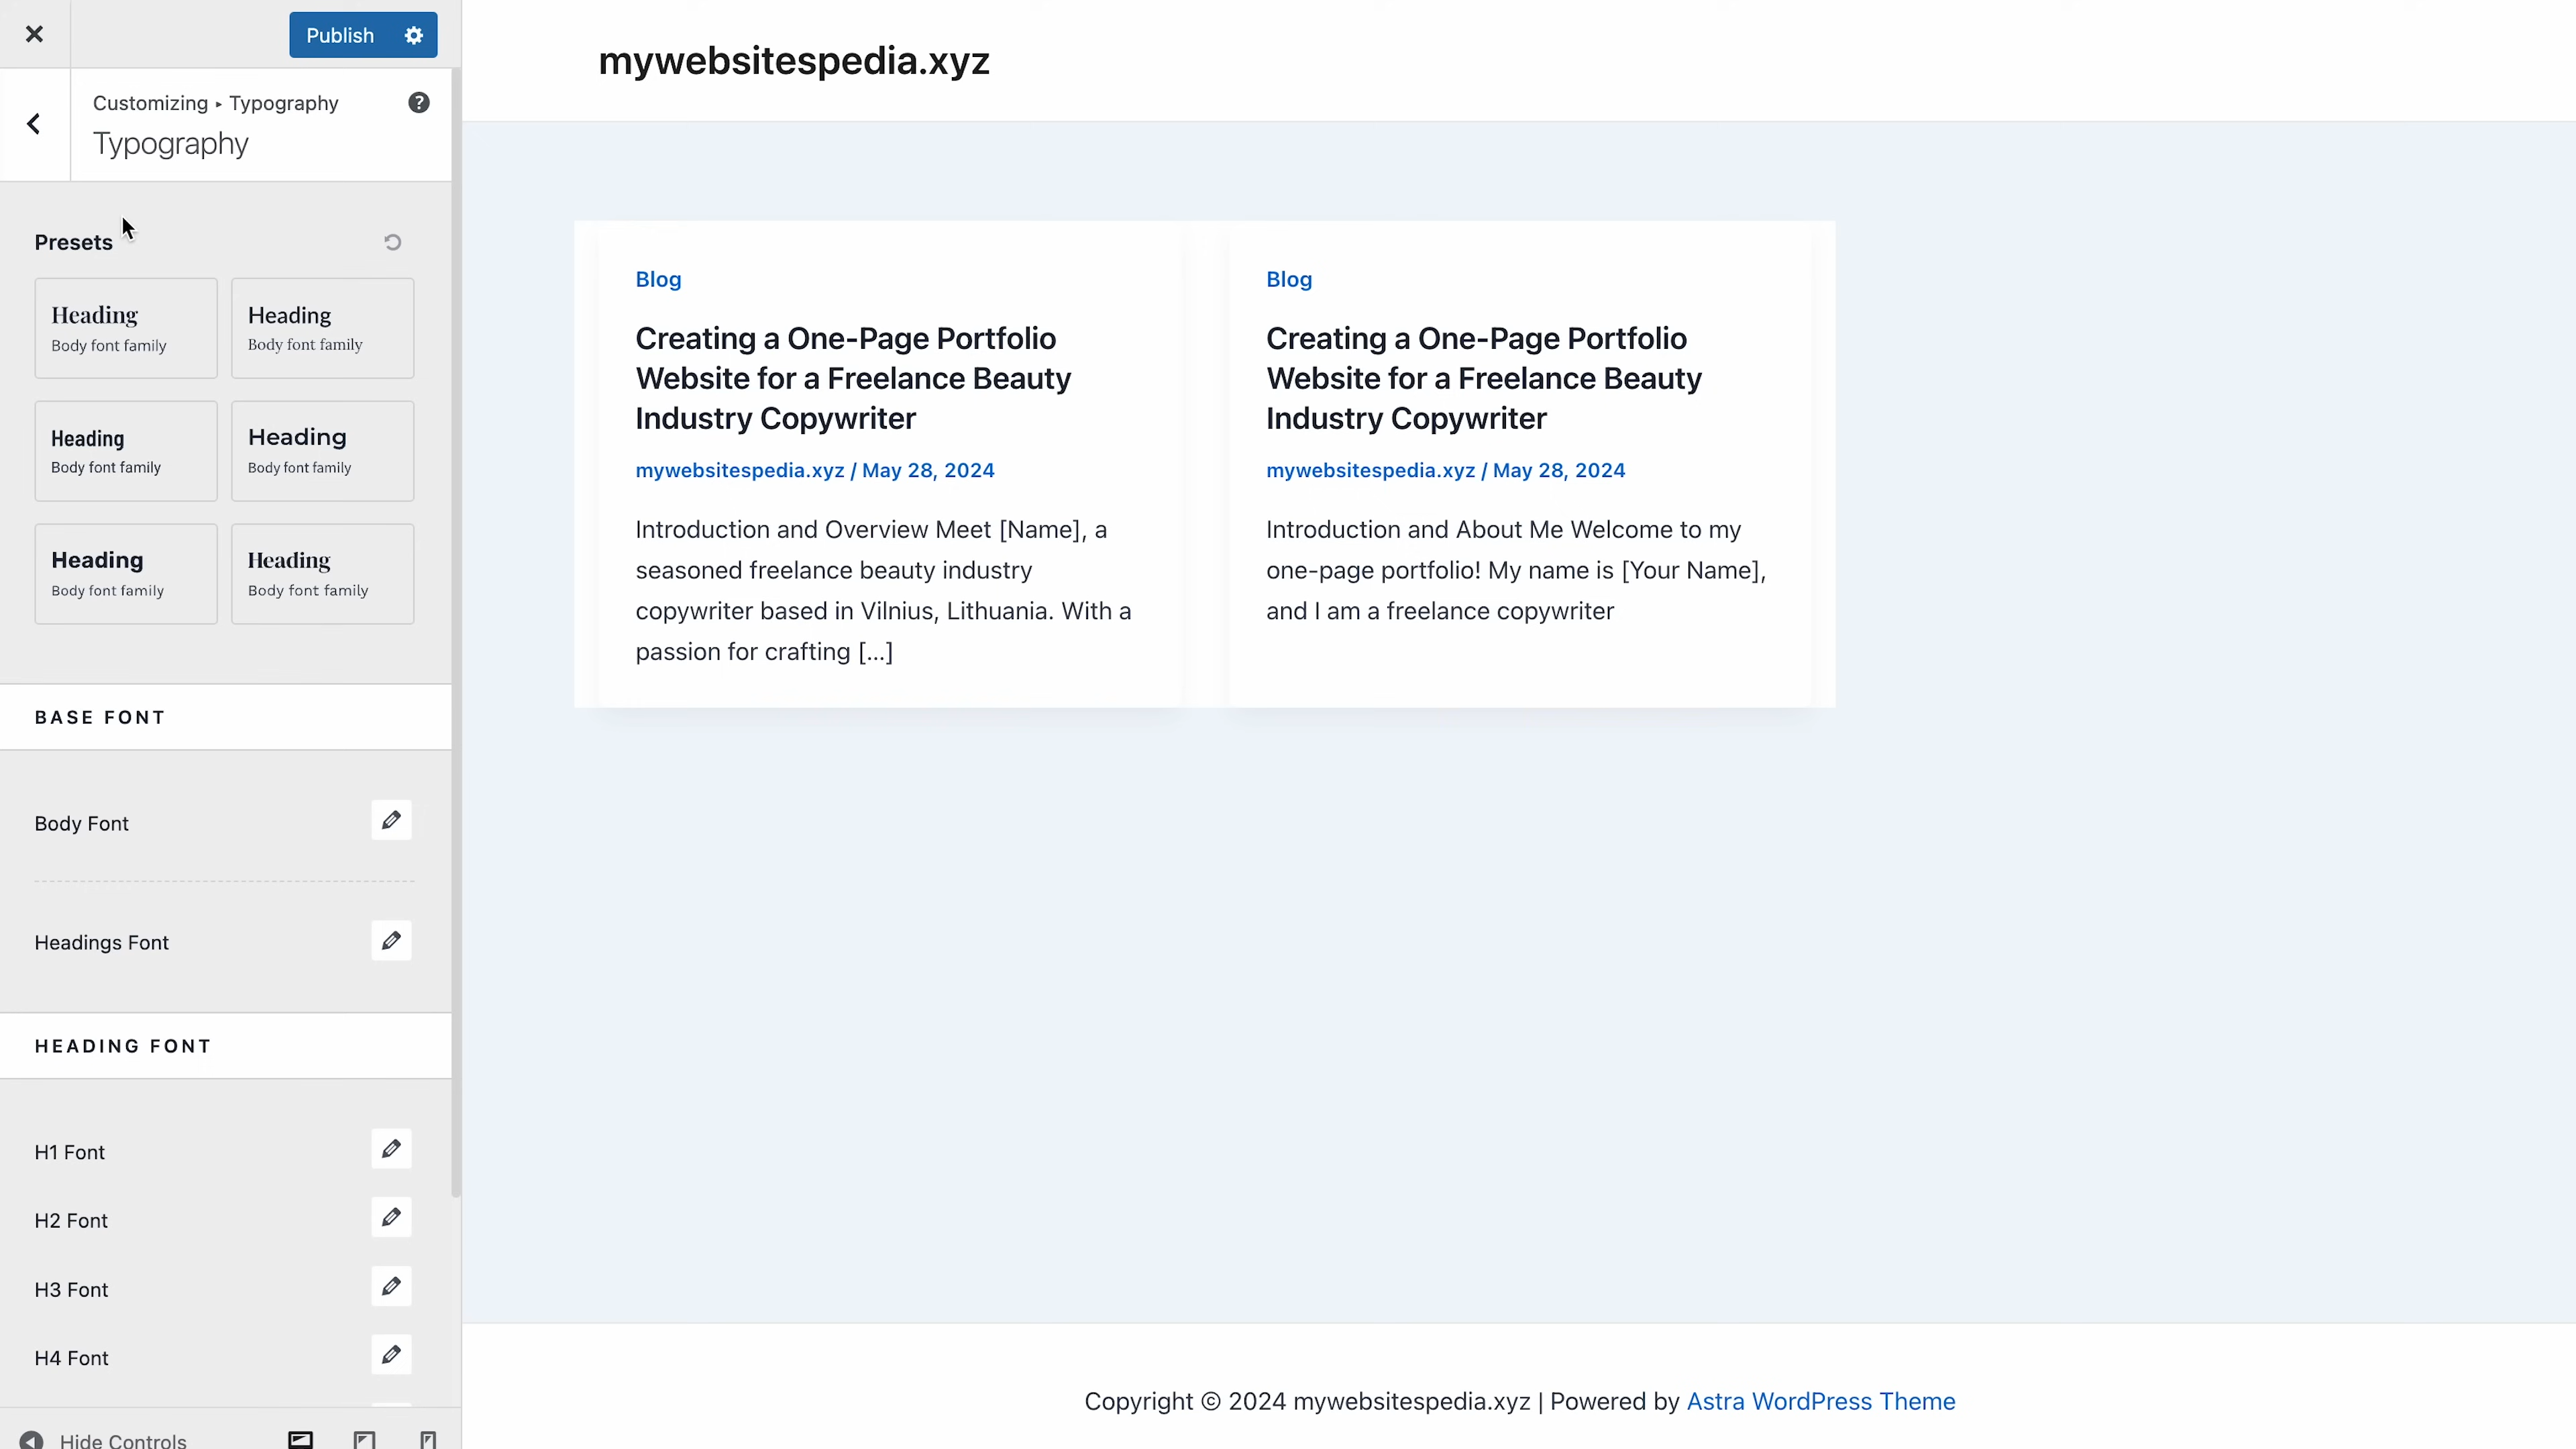 Publish
Customizing ▸ Typography
Typography
Presets
Heading
Body font family
Heading
Body font family
Heading
Body font family
Heading
Body font family
Heading
Body font family
Heading
Body font family
BASE FONT
Body Font
Headings Font
HEADING FONT
H1 Font
H2 Font
H3 Font
H4 Font
Hide Controls
mywebsitespedia.xyz
Blog
Creating a One-Page Portfolio
Website for a Freelance Beauty
Industry Copywriter
mywebsitespedia.xyz / May 28, 2024
Introduction and Overview Meet [Name], a
seasoned freelance beauty industry
copywriter based in Vilnius, Lithuania. With a
passion for crafting […]
Blog
Creating a One-Page Portfolio
Website for a Freelance Beauty
Industry Copywriter
mywebsitespedia.xyz / May 28, 2024
Introduction and About Me Welcome to my
one-page portfolio! My name is [Your Name],
and I am a freelance copywriter
Copyright © 2024 mywebsitespedia.xyz | Powered by Astra WordPress Theme